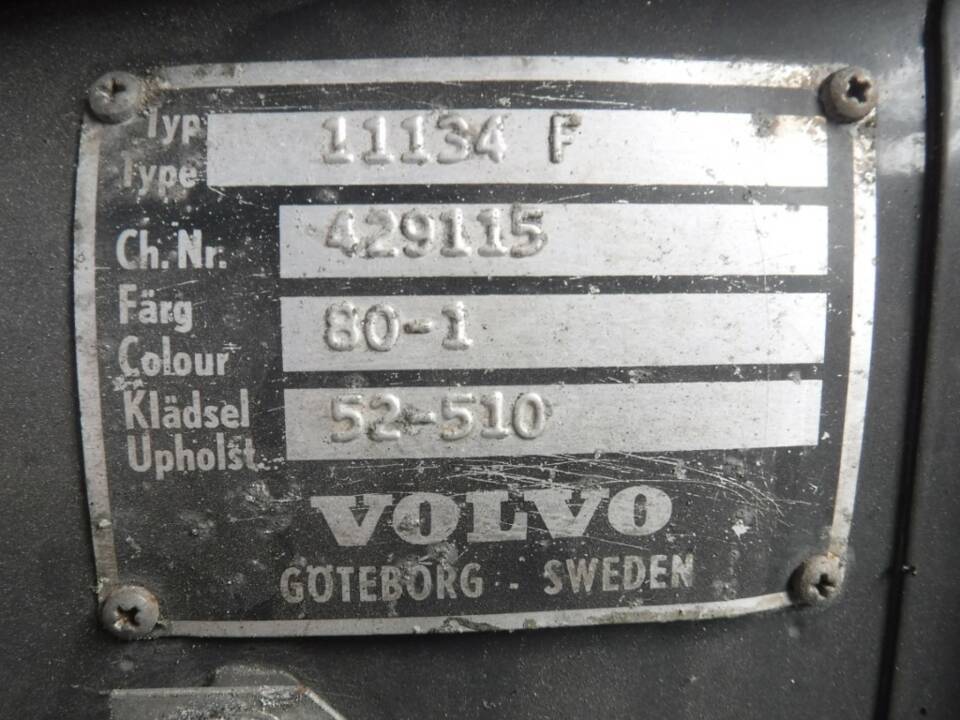 Typ 11134 F
Type
Ch. Nr. 429115
Färg 80-1
Colour
Klädsel 52-510
Upholst.
VOLVO
GÖTEBORG - SWEDEN